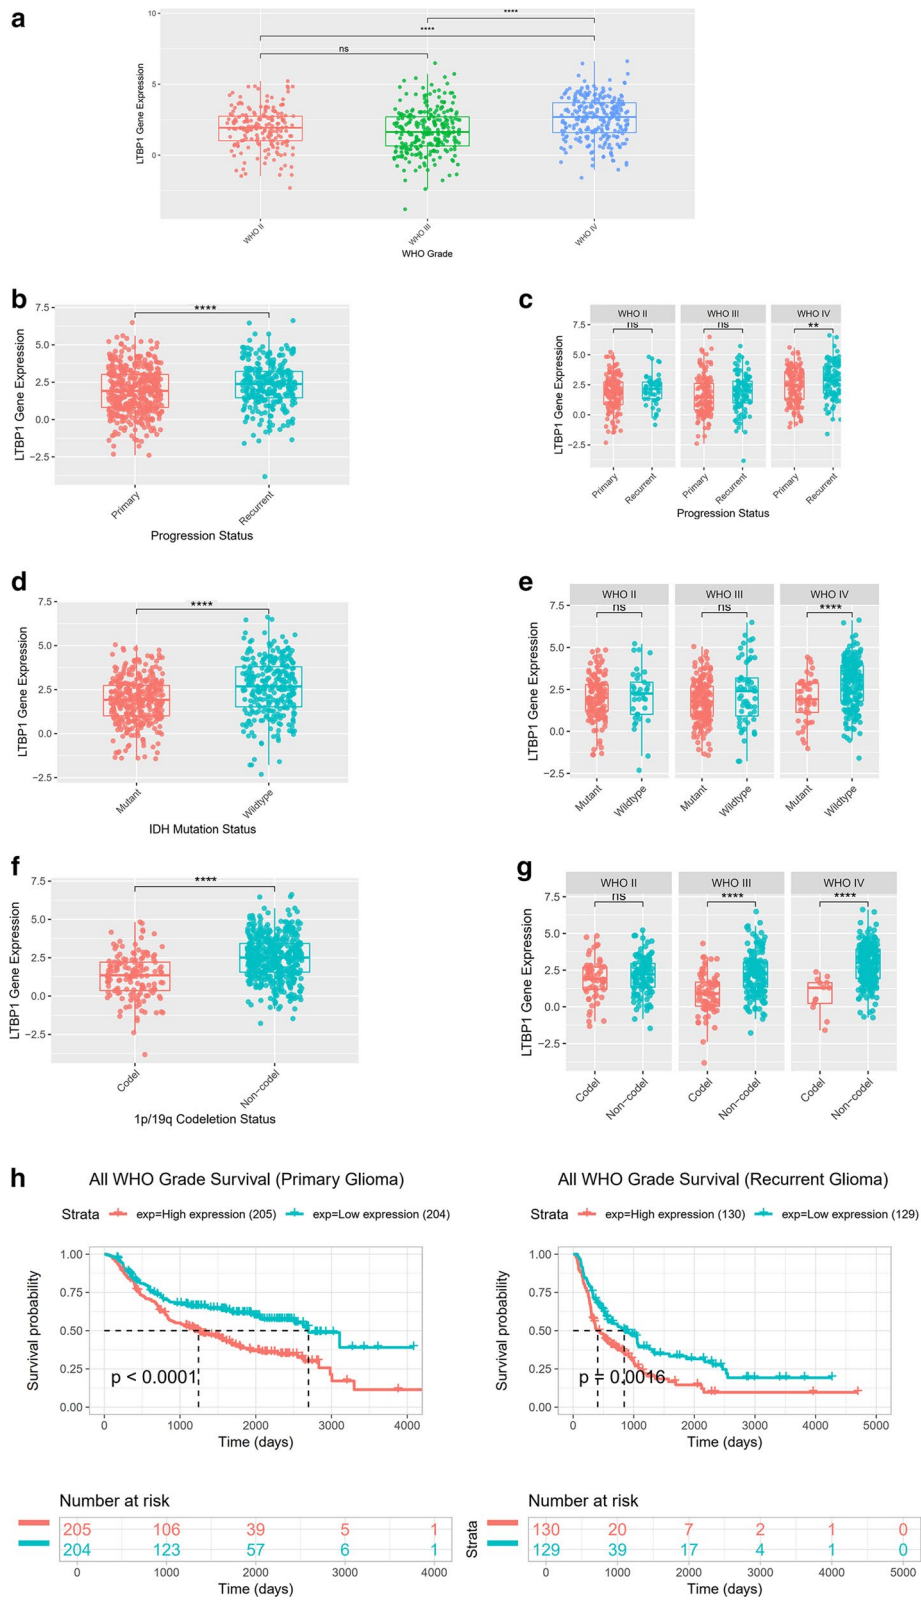 a
10
5
0
LTBP1 Gene Expression
ns
****
****
WHO II
WHO III
WHO IV
WHO Grade
b
7.5
5.0
2.5
0.0
−2.5
LTBP1 Gene Expression
****
Primary
Recurrent
Progression Status
c
WHO II
WHO III
WHO IV
7.5
5.0
2.5
0.0
−2.5
LTBP1 Gene Expression
ns
ns
**
Primary
Recurrent
Primary
Recurrent
Primary
Recurrent
Progression Status
d
7.5
5.0
2.5
0.0
−2.5
LTBP1 Gene Expression
****
Mutant
Wildtype
IDH Mutation Status
e
WHO II
WHO III
WHO IV
7.5
5.0
2.5
0.0
−2.5
LTBP1 Gene Expression
ns
ns
****
Mutant
Wildtype
Mutant
Wildtype
Mutant
Wildtype
f
7.5
5.0
2.5
0.0
−2.5
LTBP1 Gene Expression
****
Codel
Non−codel
1p/19q Codeletion Status
g
WHO II
WHO III
WHO IV
7.5
5.0
2.5
0.0
−2.5
LTBP1 Gene Expression
ns
****
****
Codel
Non−codel
Codel
Non−codel
Codel
Non−codel
h
All WHO Grade Survival (Primary Glioma)
Strata exp=High expression (205) exp=Low expression (204)
1.00
0.75
0.50
0.25
0.00
Survival probability
p < 0.0001
0 1000 2000 3000 4000
Time (days)
Number at risk
205 106 39 5 1
204 123 57 6 1
0 1000 2000 3000 4000
Time (days)
All WHO Grade Survival (Recurrent Glioma)
Strata exp=High expression (130) exp=Low expression (129)
1.00
0.75
0.50
0.25
0.00
Survival probability
p = 0.0016
0 1000 2000 3000 4000 5000
Time (days)
Number at risk
Strata
130 20 7 2 1 0
129 39 17 4 1 0
0 1000 2000 3000 4000 5000
Time (days)